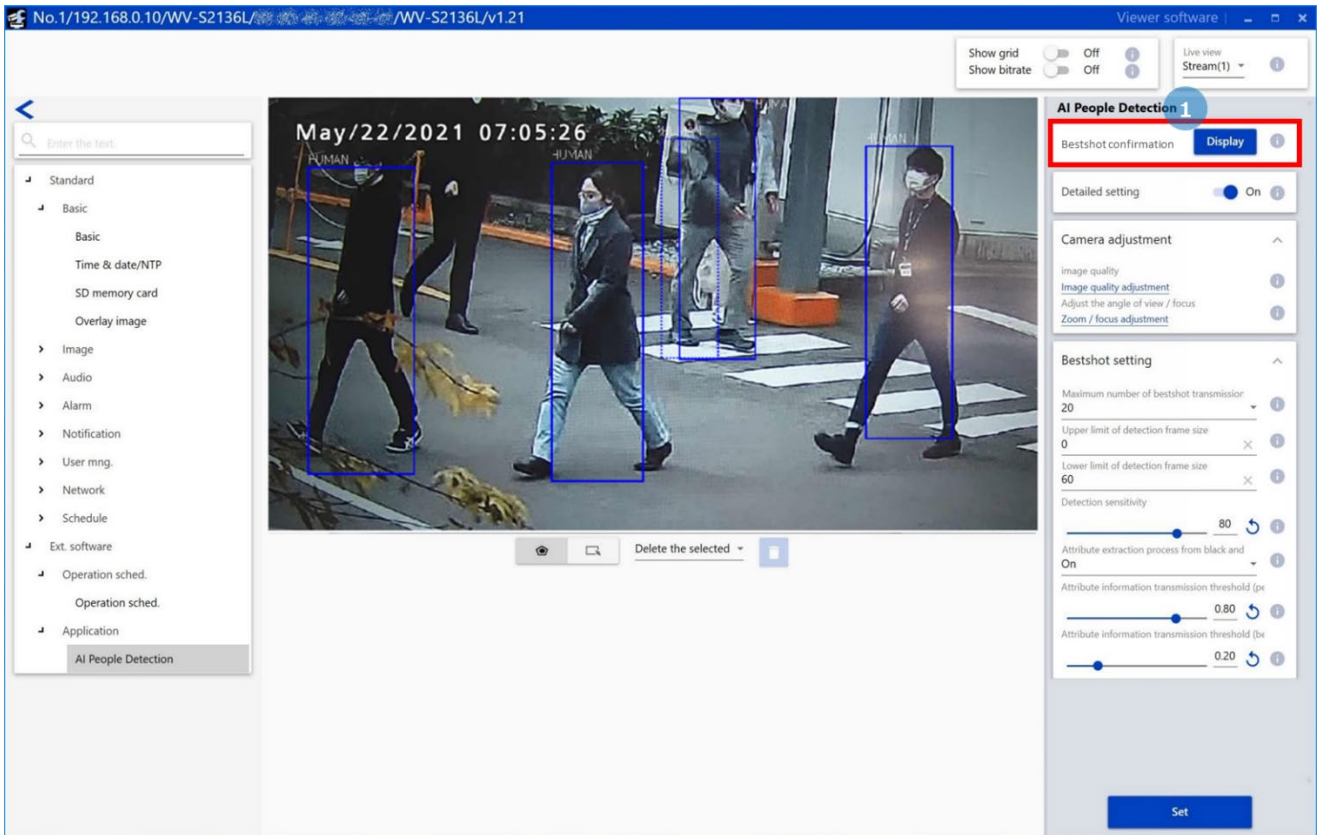 No.1/192.168.0.10/WV-S2136L/ /WV-S2136L/v1.21
Viewer software
Show grid Off
Show bitrate Off
Live view
Stream(1)
Enter the text.
Standard
Basic
Basic
Time & date/NTP
SD memory card
Overlay image
Image
Audio
Alarm
Notification
User mng.
Network
Schedule
Ext. software
Operation sched.
Operation sched.
Application
AI People Detection
May/22/2021 07:05:26
HUMAN
HUMAN
HUMAN
Delete the selected
AI People Detection
1
Bestshot confirmation Display
Detailed setting On
Camera adjustment
image quality
Image quality adjustment
Adjust the angle of view / focus
Zoom / focus adjustment
Bestshot setting
Maximum number of bestshot transmission
20
Upper limit of detection frame size
0
Lower limit of detection frame size
60
Detection sensitivity
80
Attribute extraction process from black and
On
Attribute information transmission threshold (pe
0.80
Attribute information transmission threshold (be
0.20
Set